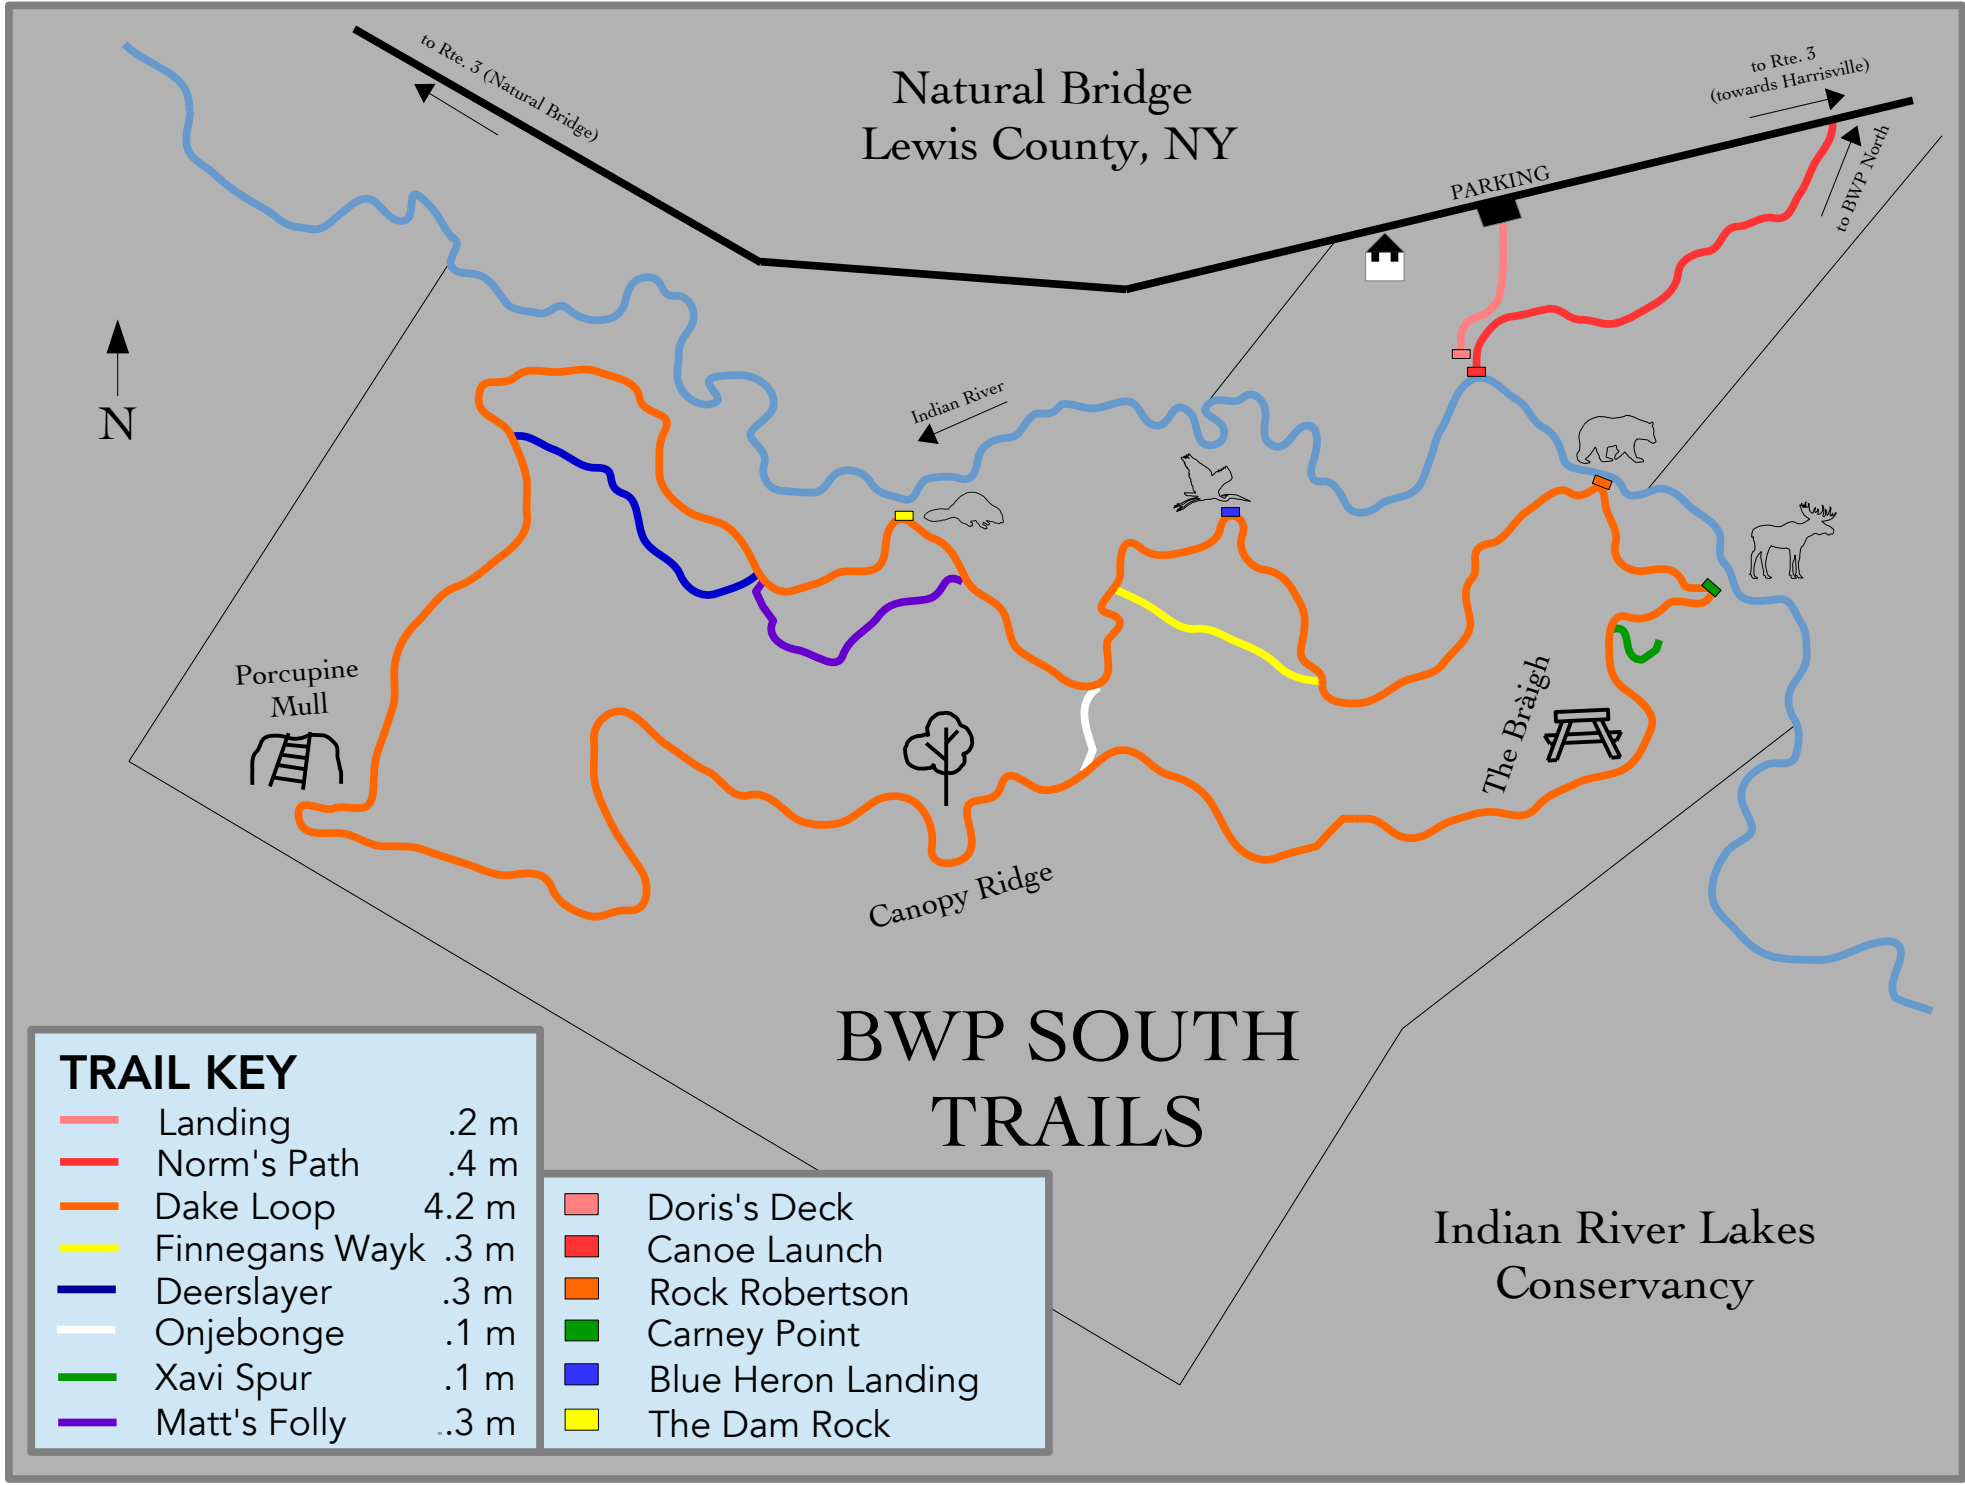 to Rte. 3 (Natural Bridge)
Natural Bridge
Lewis County, NY
to Rte. 3
(towards Harrisville)
to BWP North
PARKING
Indian River
N
Porcupine
Mull
The Bràigh
Canopy Ridge
BWP SOUTH
TRAILS
Indian River Lakes
Conservancy
TRAIL KEY
Landing .2 m
Norm's Path .4 m
Dake Loop 4.2 m
Finnegans Wayk .3 m
Deerslayer .3 m
Onjebonge .1 m
Xavi Spur .1 m
Matt's Folly ..3 m
Doris's Deck
Canoe Launch
Rock Robertson
Carney Point
Blue Heron Landing
The Dam Rock